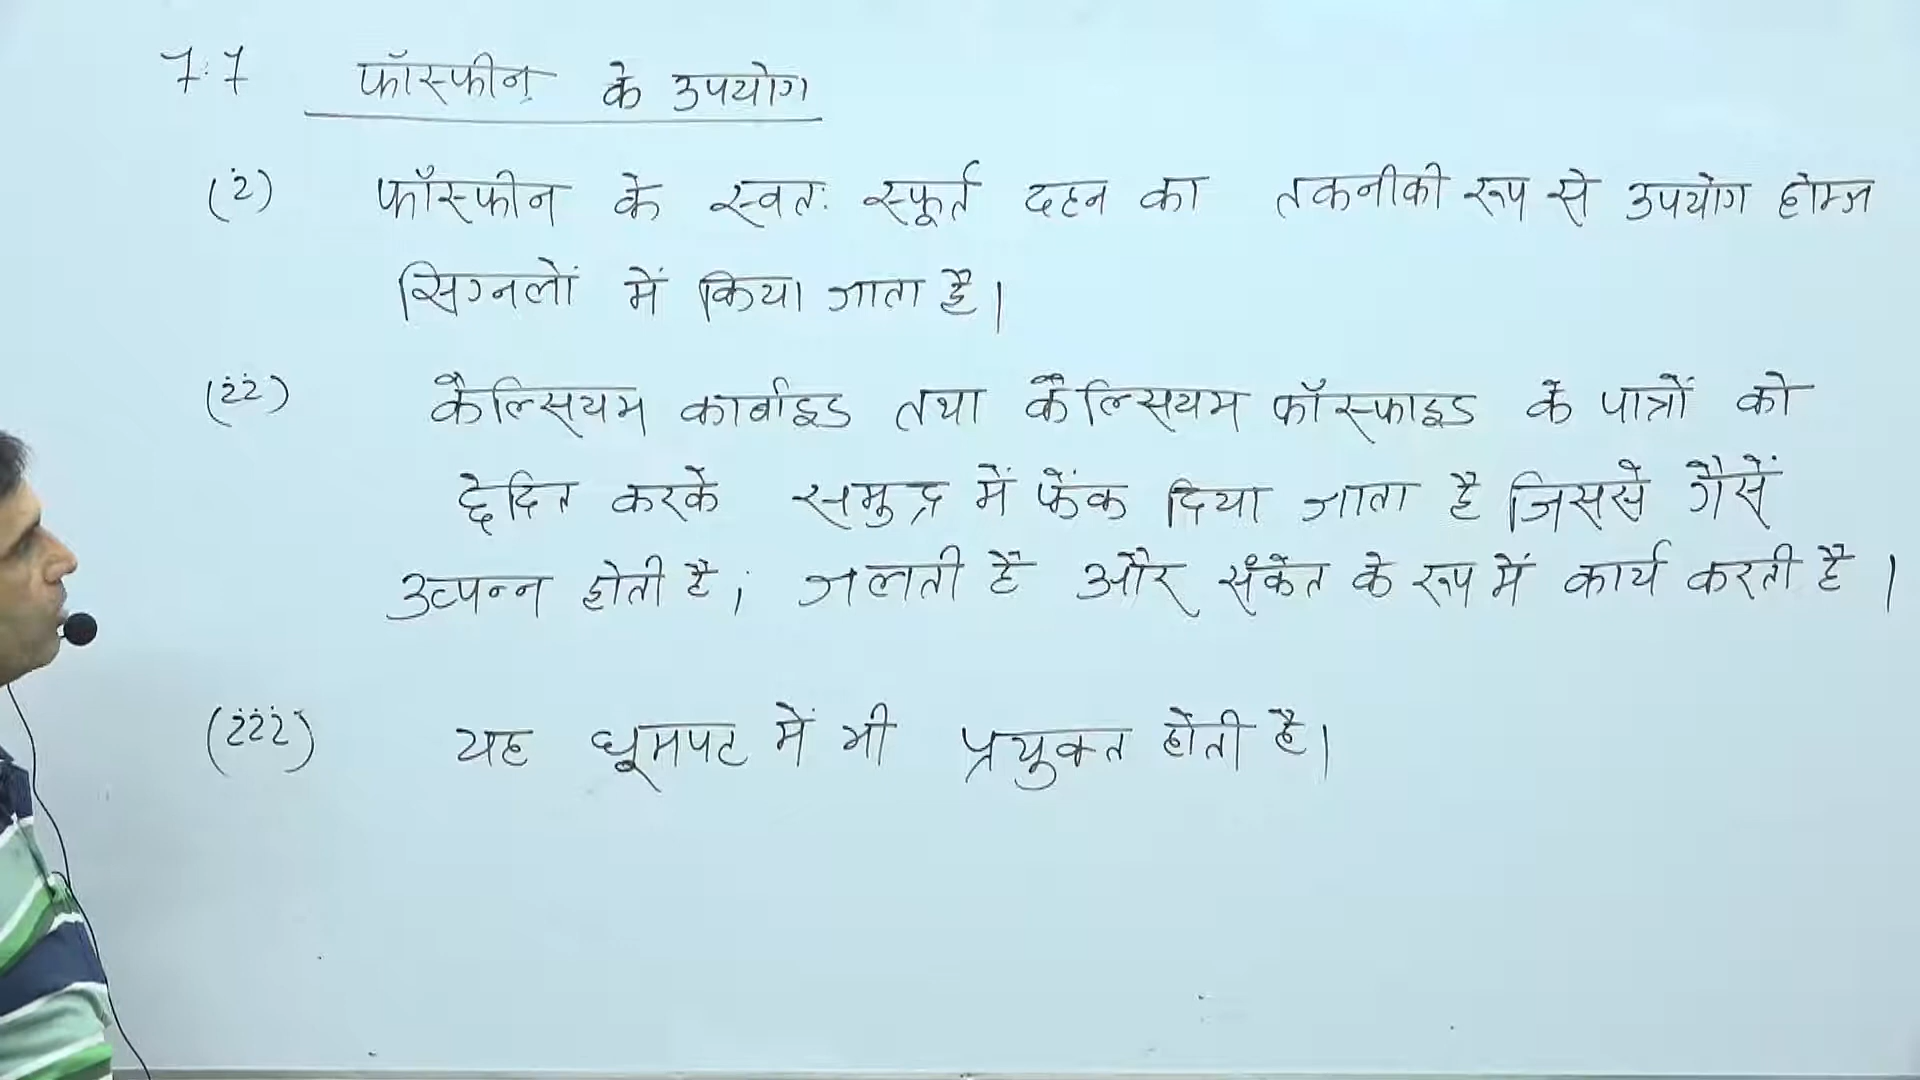 7.7 फॉस्फीन के उपयोग
(i) फॉस्फीन के स्वतः स्फूर्त दहन का तकनीकी रूप से उपयोग होम्ज
सिग्नलों में किया जाता है।
(ii) कैल्सियम कार्बाइड तथा कैल्सियम फॉस्फाइड के पात्रों को
छेदित करके समुद्र में फेंक दिया जाता है जिससे गैसें
उत्पन्न होती है, जलती हैं और संकेत के रूप में कार्य करती हैं।
(iii) यह धूमपट में भी प्रयुक्त होती है।